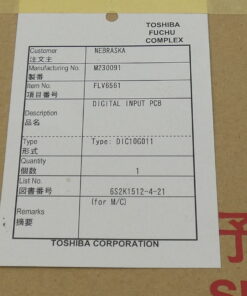 TOSHIBA
FUCHU
COMPLEX
Customer NEBRASKA
注文主
Manufacturing No. M230091
製番
Item No. FLV6561
項目番号
DIGITAL INPUT PCB
Description
品名
Type Type: DIC10G011
形式
Quantity
個数 1
List No.
図書番号 6S2K1512-4-21
(for M/C)
Remarks
摘要
TOSHIBA CORPORATION
予